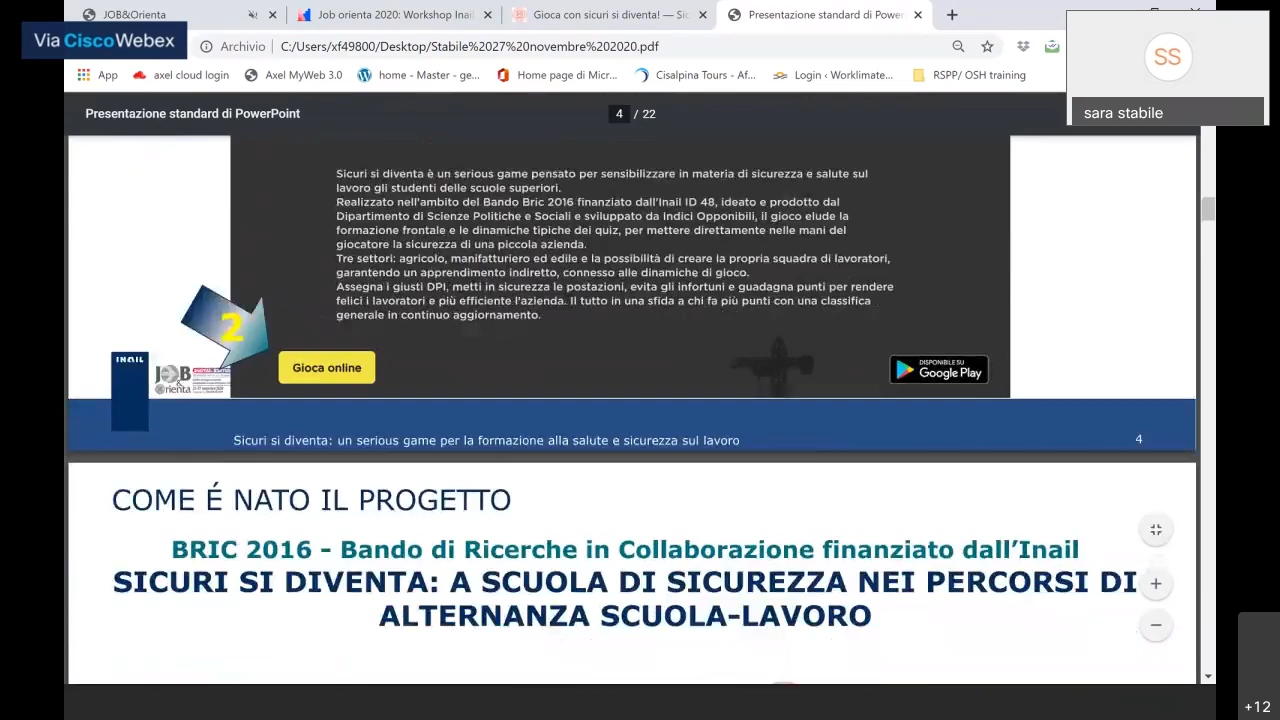 JOB&Orienta
Job orienta 2020: Workshop Inail
Gioca con sicuri si diventa! — Sic
Presentazione standard di Power
Via Cisco Webex
Archivio
C:/Users/xf49800/Desktop/Stabile%2027%20novembre%202020.pdf
SS
sara stabile
App
axel cloud login
Axel MyWeb 3.0
home - Master - ge...
Home page di Micr...
Cisalpina Tours - Af...
Login ‹ Worklimate...
RSPP/ OSH training
Presentazione standard di PowerPoint
4 / 22
Sicuri si diventa è un serious game pensato per sensibilizzare in materia di sicurezza e salute sul
lavoro gli studenti delle scuole superiori.
Realizzato nell'ambito del Bando Bric 2016 finanziato dall'Inail ID 48, ideato e prodotto dal
Dipartimento di Scienze Politiche e Sociali e sviluppato da Indici Opponibili, il gioco elude la
formazione frontale e le dinamiche tipiche dei quiz, per mettere direttamente nelle mani del
giocatore la sicurezza di una piccola azienda.
Tre settori: agricolo, manifatturiero ed edile e la possibilità di creare la propria squadra di lavoratori,
garantendo un apprendimento indiretto, connesso alle dinamiche di gioco.
Assegna i giusti DPI, metti in sicurezza le postazioni, evita gli infortuni e guadagna punti per rendere
felici i lavoratori e più efficiente l'azienda. Il tutto in una sfida a chi fa più punti con una classifica
generale in continuo aggiornamento.
2
INAIL
JOB
&
Orienta
Gioca online
DISPONIBILE SU
Google Play
Sicuri si diventa: un serious game per la formazione alla salute e sicurezza sul lavoro
4
COME É NATO IL PROGETTO
BRIC 2016 - Bando di Ricerche in Collaborazione finanziato dall’Inail
SICURI SI DIVENTA: A SCUOLA DI SICUREZZA NEI PERCORSI DI
ALTERNANZA SCUOLA-LAVORO
+12